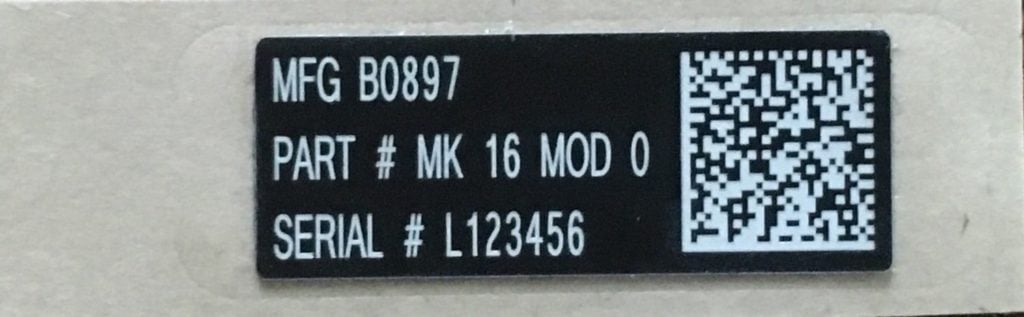 MFG B0897
PART # MK 16 MOD 0
SERIAL # L123456